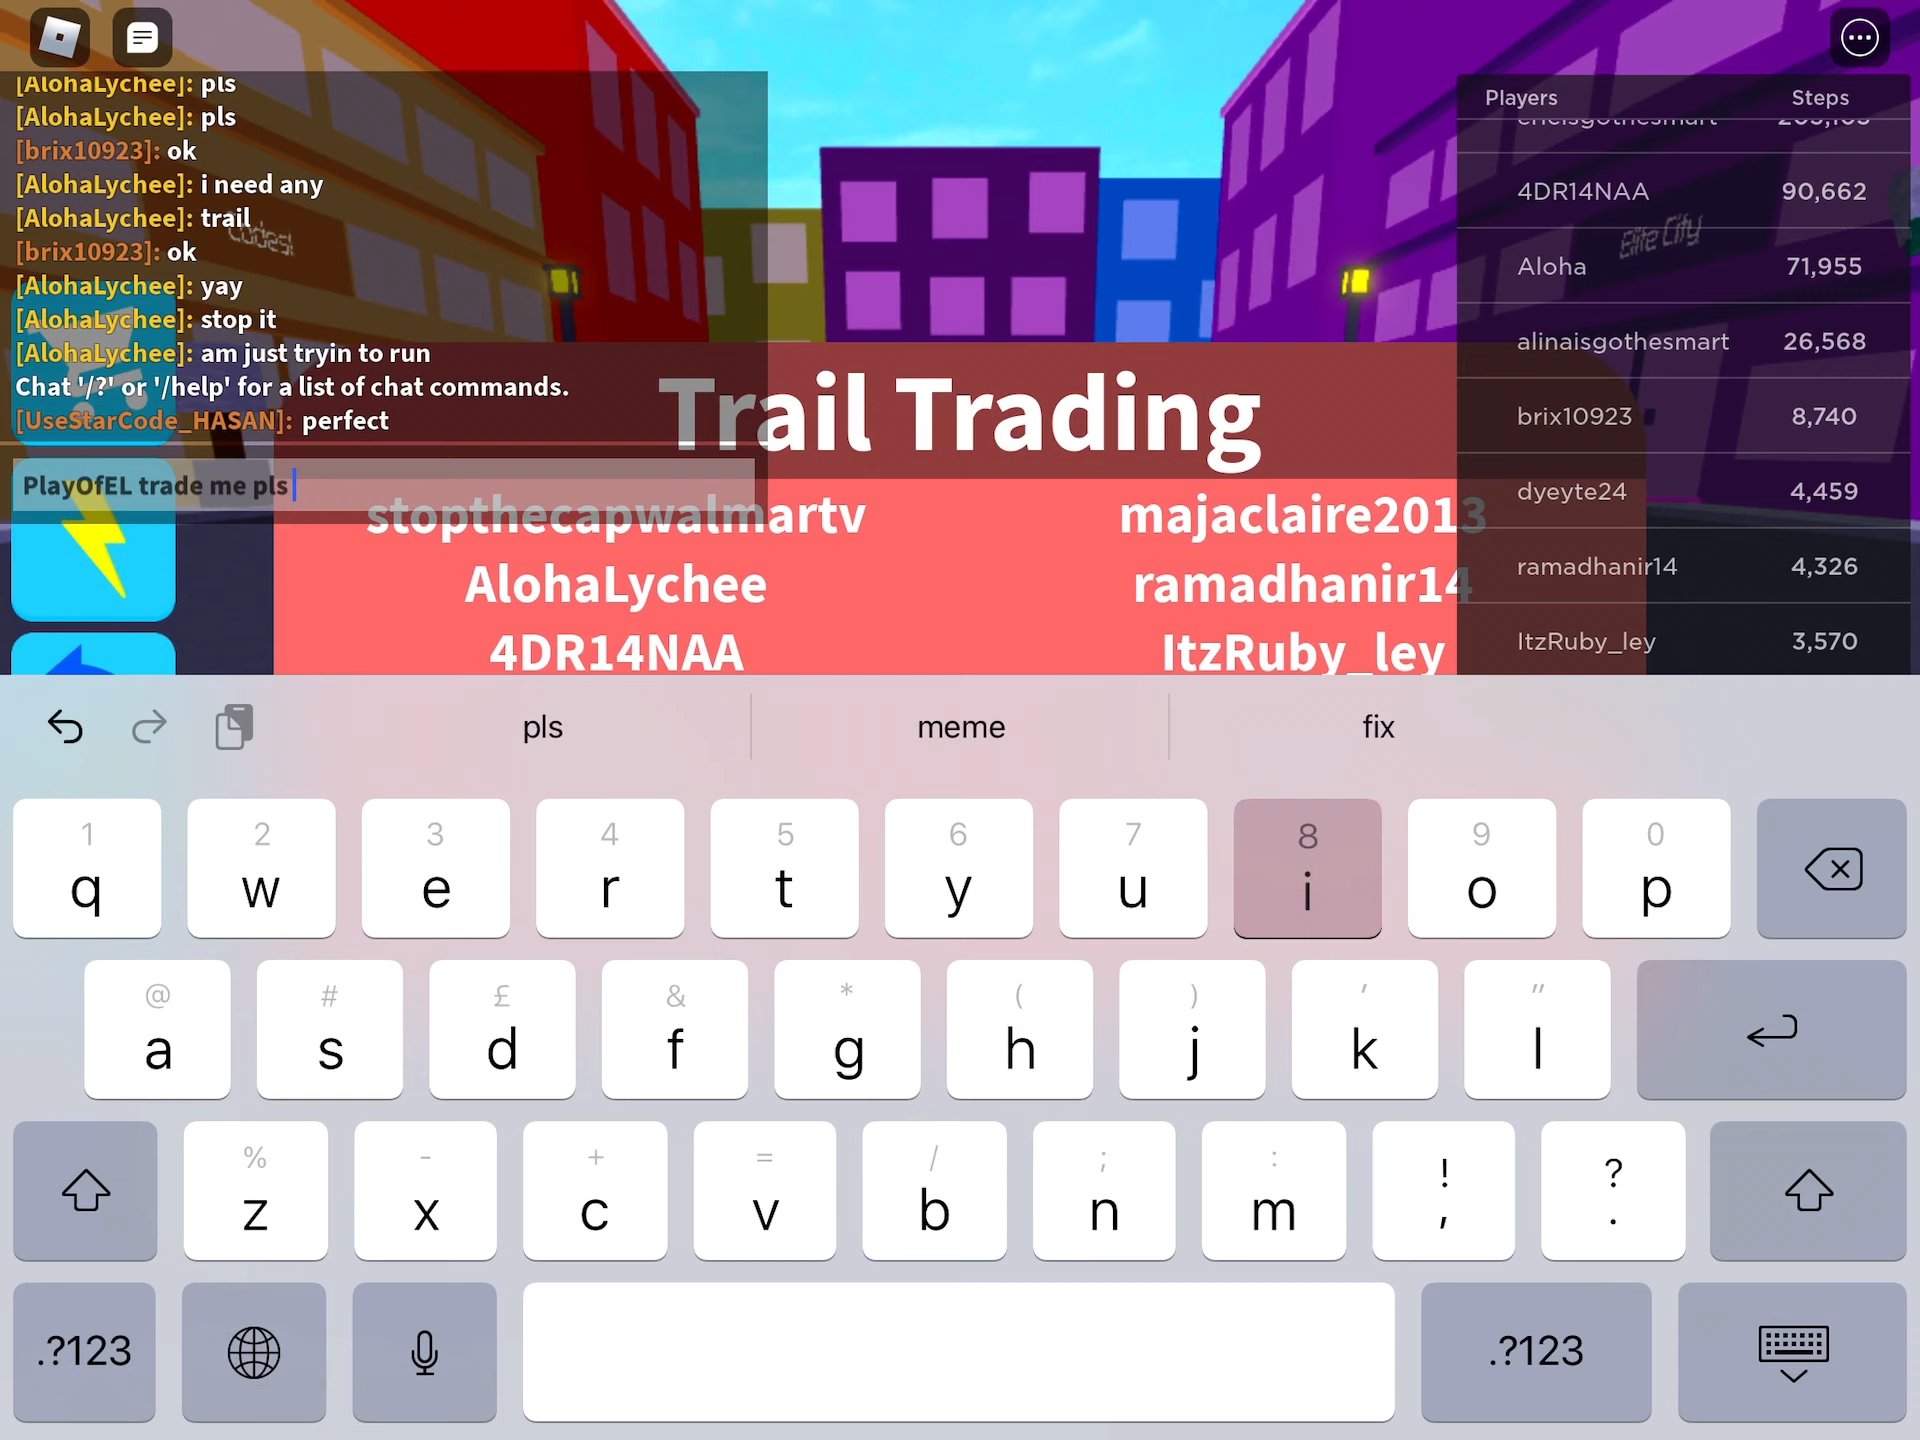 [AlohaLychee]: pls
[AlohaLychee]: pls
[brix10923]: ok
[AlohaLychee]: i need any
[AlohaLychee]: trail
[brix10923]: ok
[AlohaLychee]: yay
[AlohaLychee]: stop it
[AlohaLychee]: am just tryin to run
Chat '/?' or '/help' for a list of chat commands.
[UseStarCode_HASAN]: perfect
PlayOfEL trade me pls
Codes!
Elite City
Trail Trading
stopthecapwalmartv majaclaire2013
AlohaLychee ramadhanir14
4DR14NAA ItzRuby_ley
Players Steps
4DR14NAA 90,662
Aloha 71,955
alinaisgothesmart 26,568
brix10923 8,740
dyeyte24 4,459
ramadhanir14 4,326
ItzRuby_ley 3,570
pls meme fix
1 2 3 4 5 6 7 8 9 0
q w e r t y u i o p
@ # £ & * ( ) ' "
a s d f g h j k l
% - + = / ; : ! ?
z x c v b n m , .
.?123 .?123